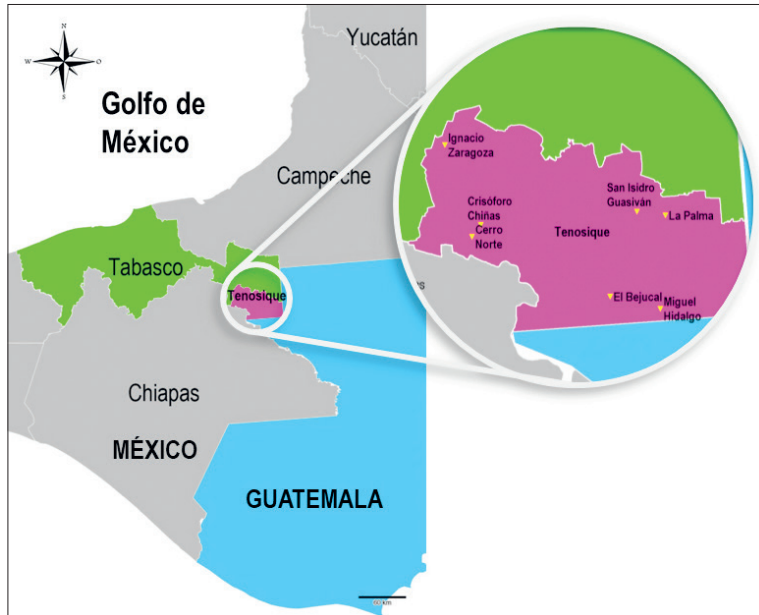 N
W
O
S
Yucatán
Golfo de
México
Campeche
Tabasco
Tenosique
Chiapas
MÉXICO
GUATEMALA
Ignacio
Zaragoza
Crisóforo
Chiñas
Cerro
Norte
San Isidro
Guasiván
La Palma
Tenosique
El Bejucal
Miguel
Hidalgo
as